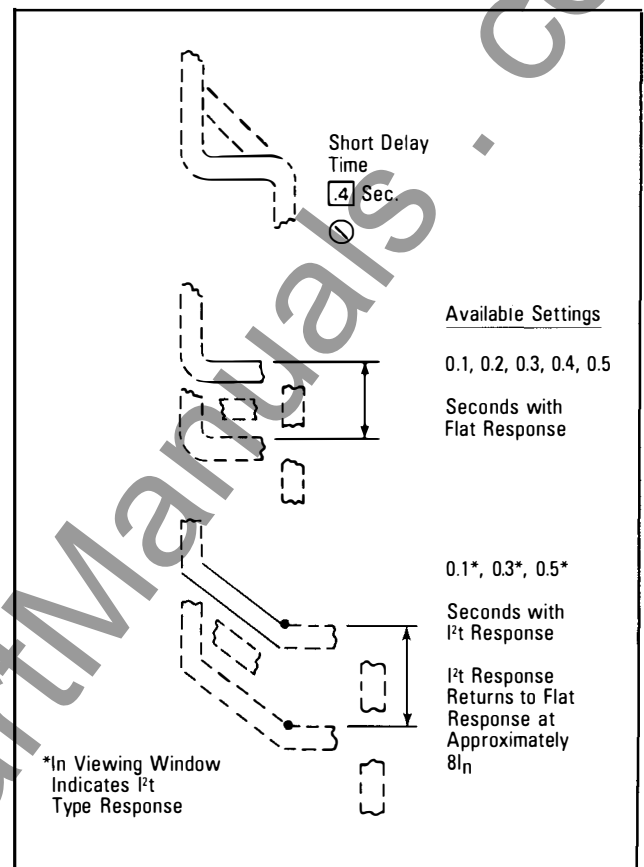 Short Delay
Time
.4 Sec.
Available Settings
0.1, 0.2, 0.3, 0.4, 0.5
Seconds with
Flat Response
0.1*, 0.3*, 0.5*
Seconds with
I²t Response
I²t Response
Returns to Flat
Response at
Approximately
8Iₙ
*In Viewing Window
Indicates I²t
Type Response